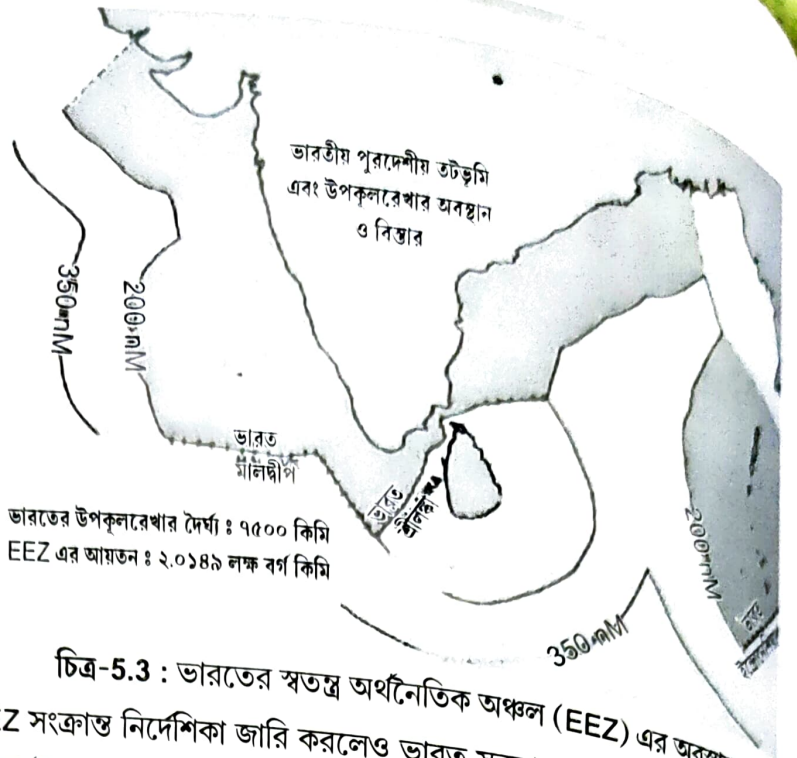 ভারতীয় পুরদেশীয় তটভূমি
এবং উপকূলরেখার অবস্থান
ও বিস্তার
350 nM
200 nM
ভারত
মালদ্বীপ
ভারত
শ্রীলঙ্কা
ভারতের উপকূলরেখার দৈর্ঘ্য ঃ ৭৫০০ কিমি
EEZ এর আয়তন ঃ ২.০১৪৯ লক্ষ বর্গ কিমি
200 nM
ভারত
350 nM
চিত্র-5.3 : ভারতের স্বতন্ত্র অর্থনৈতিক অঞ্চল (EEZ) এর
Z সংক্রান্ত নির্দেশিকা জারি করলেও ভারত